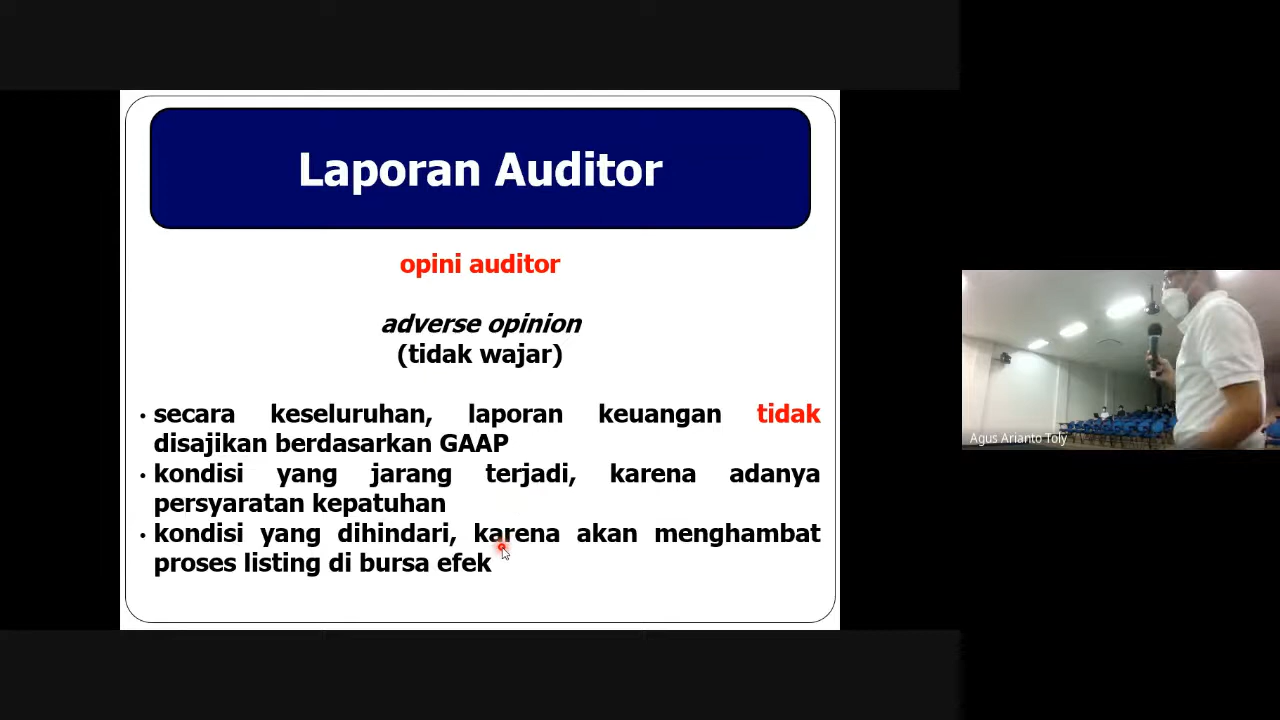 Laporan Auditor
opini auditor
adverse opinion
(tidak wajar)
• secara keseluruhan, laporan keuangan tidak
disajikan berdasarkan GAAP
• kondisi yang jarang terjadi, karena adanya
persyaratan kepatuhan
• kondisi yang dihindari, karena akan menghambat
proses listing di bursa efek
Agus Arianto Toly